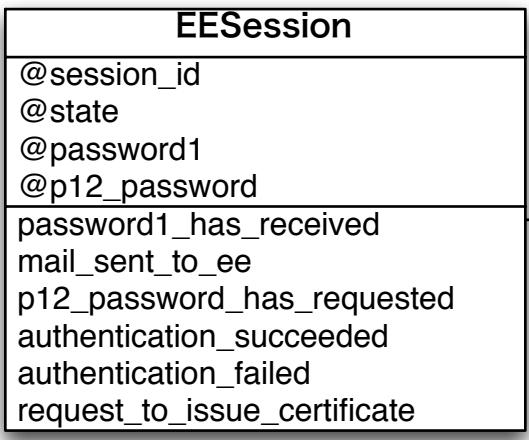 EESession
@session_id
@state
@password1
@p12_password
password1_has_received
mail_sent_to_ee
p12_password_has_requested
authentication_succeeded
authentication_failed
request_to_issue_certificate